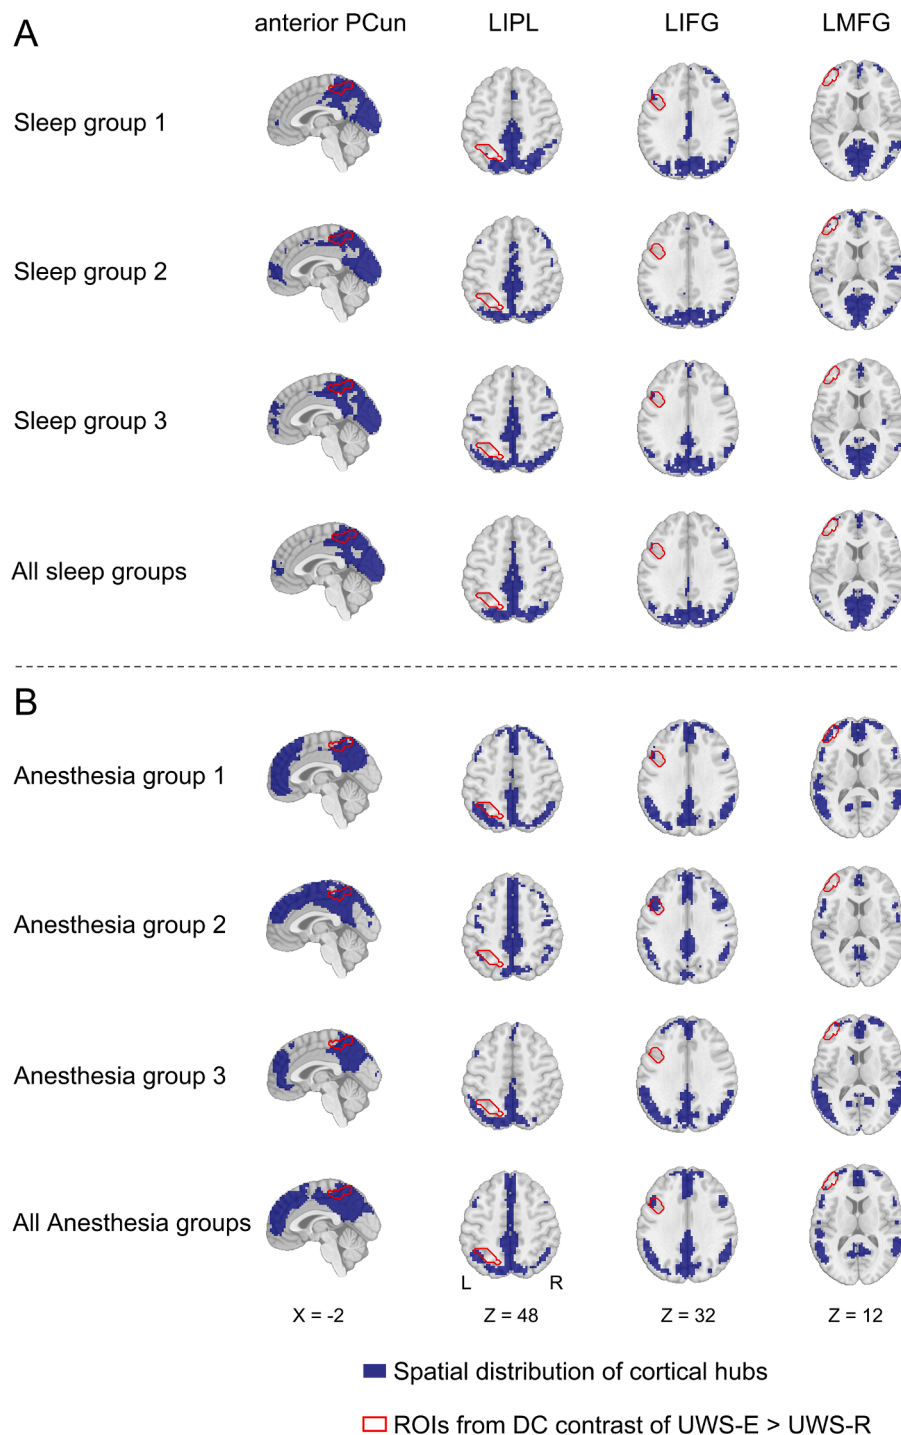 A
anterior PCun LIPL LIFG LMFG
Sleep group 1
Sleep group 2
Sleep group 3
All sleep groups
B
Anesthesia group 1
Anesthesia group 2
Anesthesia group 3
All Anesthesia groups
L R
X = -2 Z = 48 Z = 32 Z = 12
Spatial distribution of cortical hubs
ROIs from DC contrast of UWS-E > UWS-R